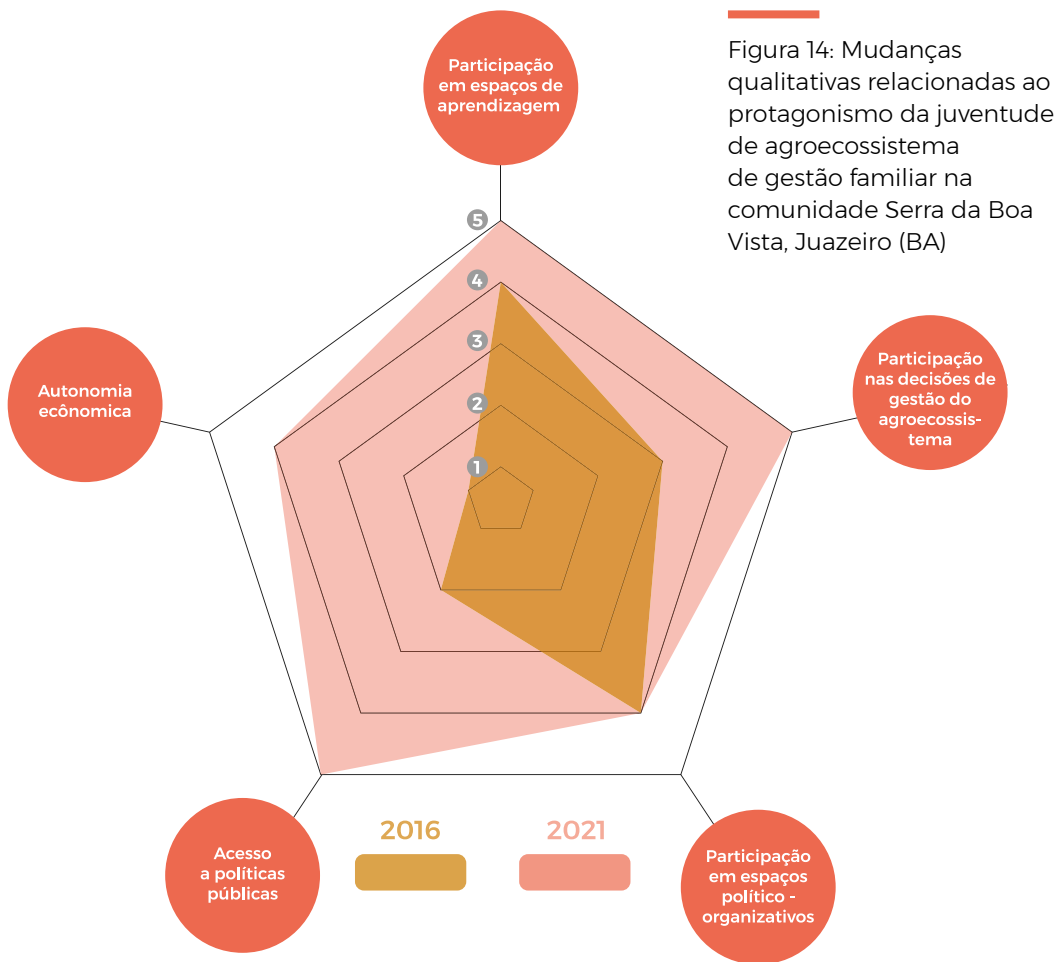 Figura 14: Mudanças
qualitativas relacionadas ao
protagonismo da juventude
de agroecossistema
de gestão familiar na
comunidade Serra da Boa
Vista, Juazeiro (BA)
Participação
em espaços de
aprendizagem
5
4
3
2
1
Autonomia
ecônomica
Participação
nas decisões de
gestão do
agroecossis-
tema
Acesso
a políticas
públicas
2016
2021
Participação
em espaços
político -
organizativos